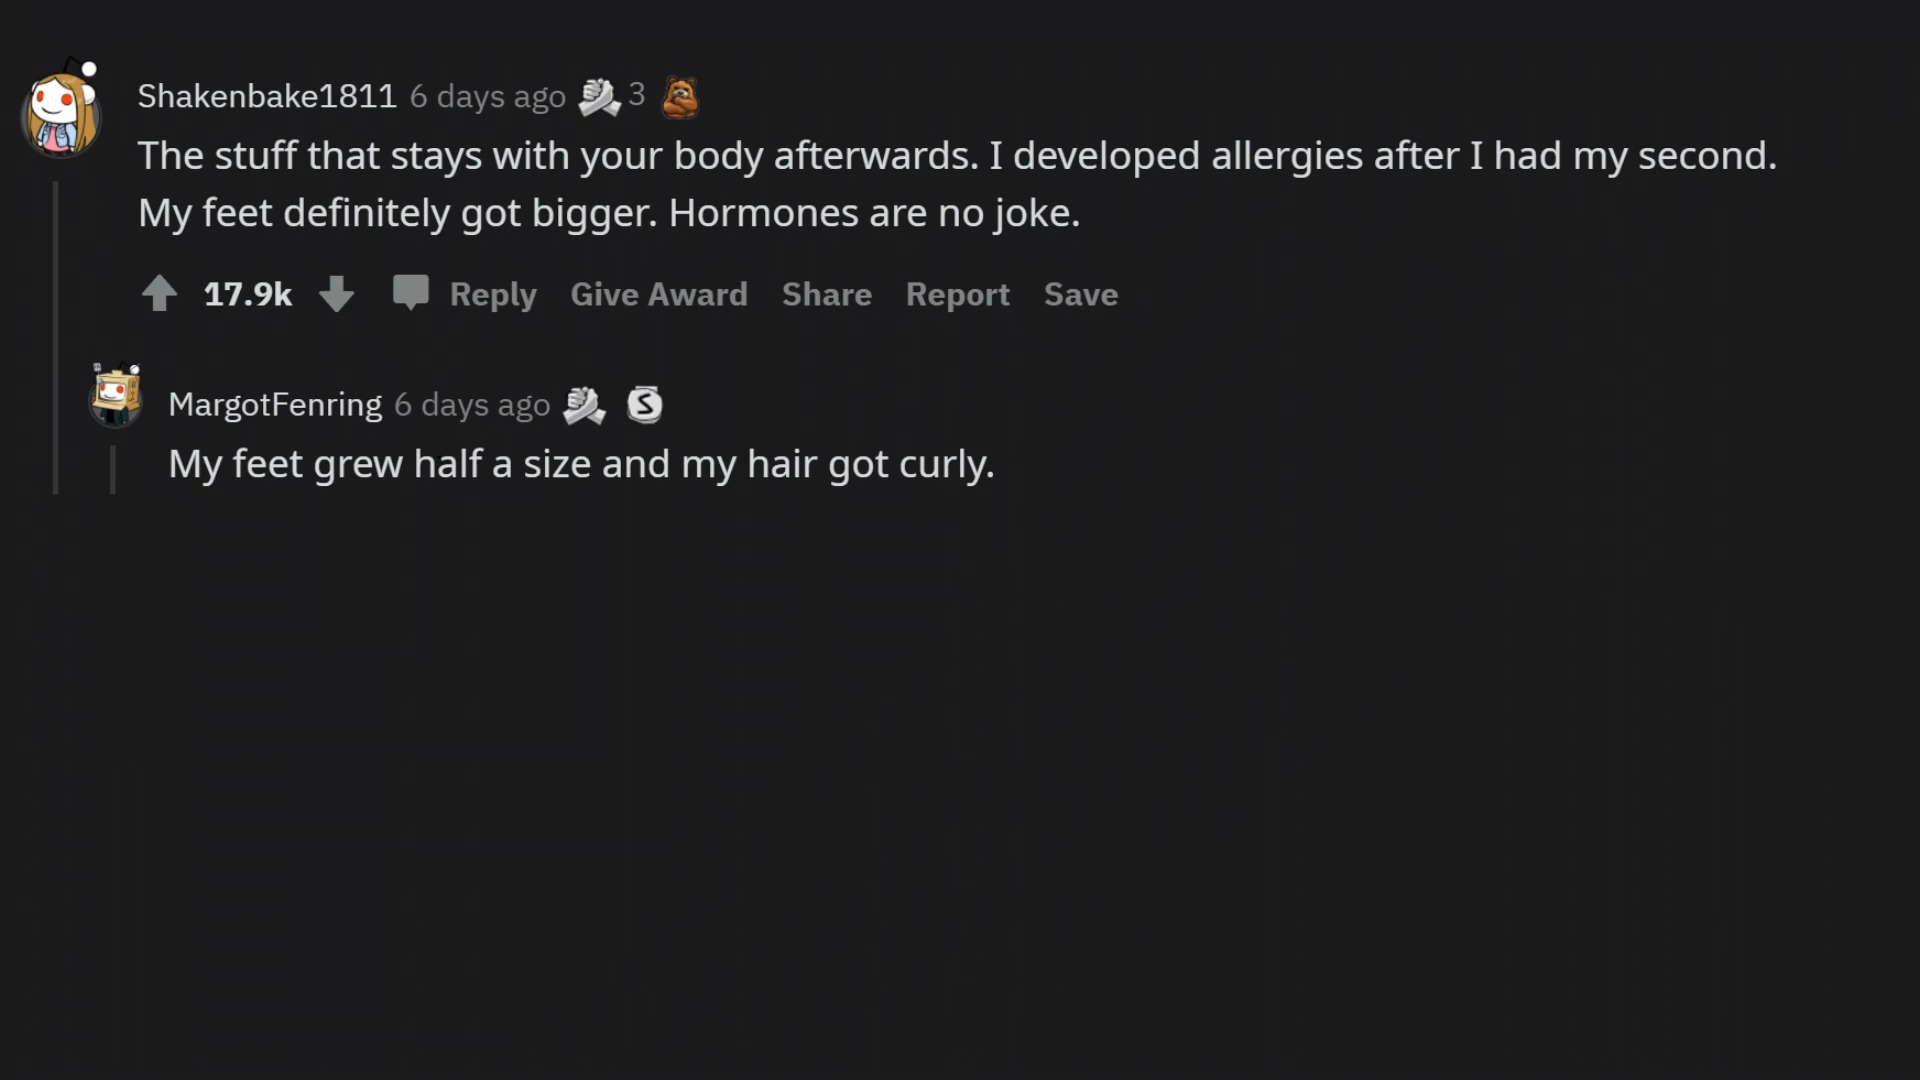 Shakenbake1811 6 days ago 3
The stuff that stays with your body afterwards. I developed allergies after I had my second.
My feet definitely got bigger. Hormones are no joke.
17.9k Reply Give Award Share Report Save
MargotFenring 6 days ago S
My feet grew half a size and my hair got curly.